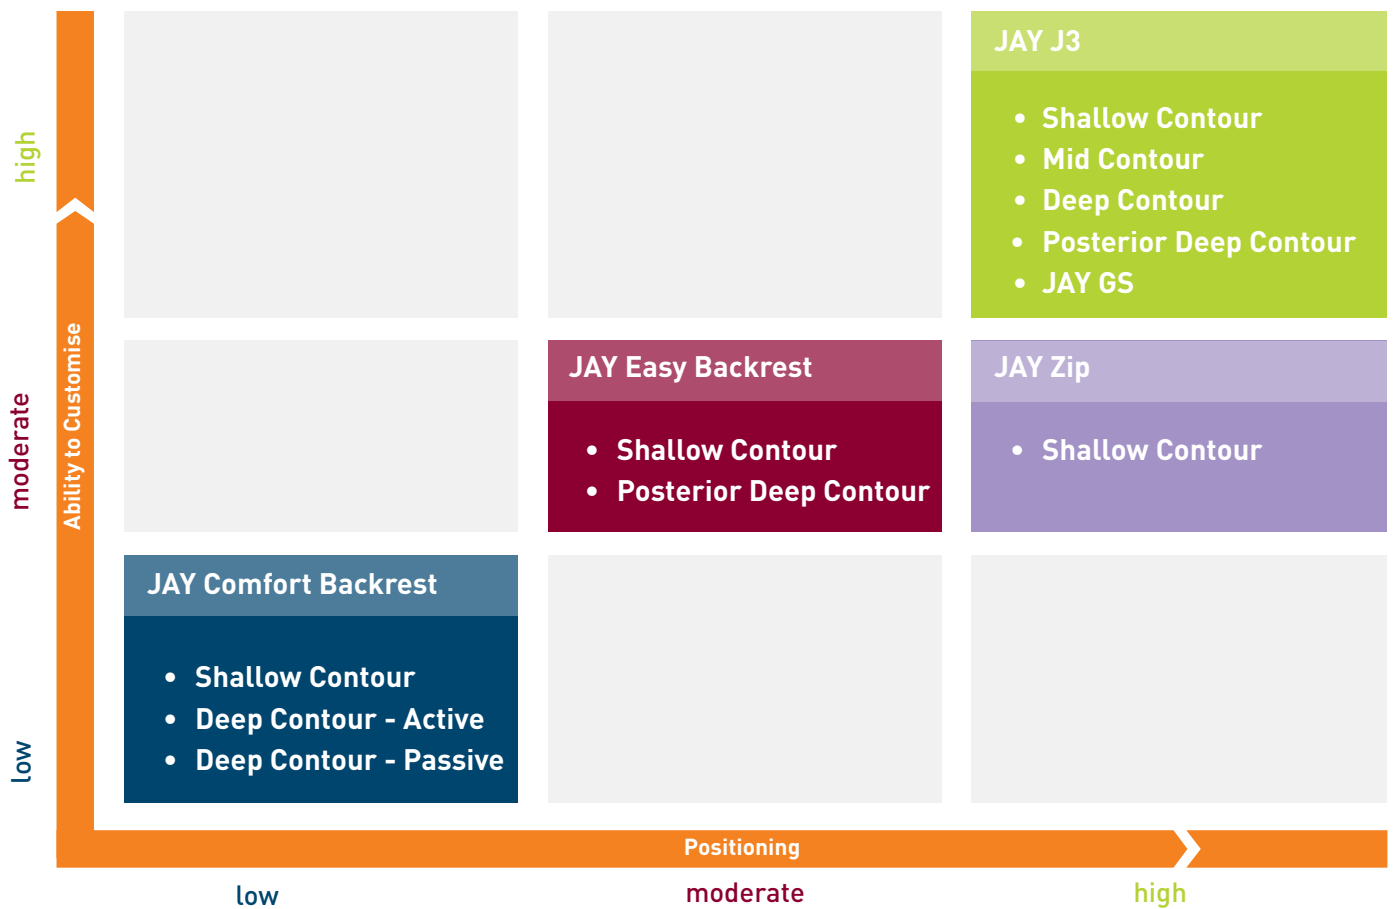 high
moderate
low
Ability to Customise
JAY J3
• Shallow Contour
• Mid Contour
• Deep Contour
• Posterior Deep Contour
• JAY GS
JAY Easy Backrest
• Shallow Contour
• Posterior Deep Contour
JAY Zip
• Shallow Contour
JAY Comfort Backrest
• Shallow Contour
• Deep Contour - Active
• Deep Contour - Passive
Positioning
low
moderate
high